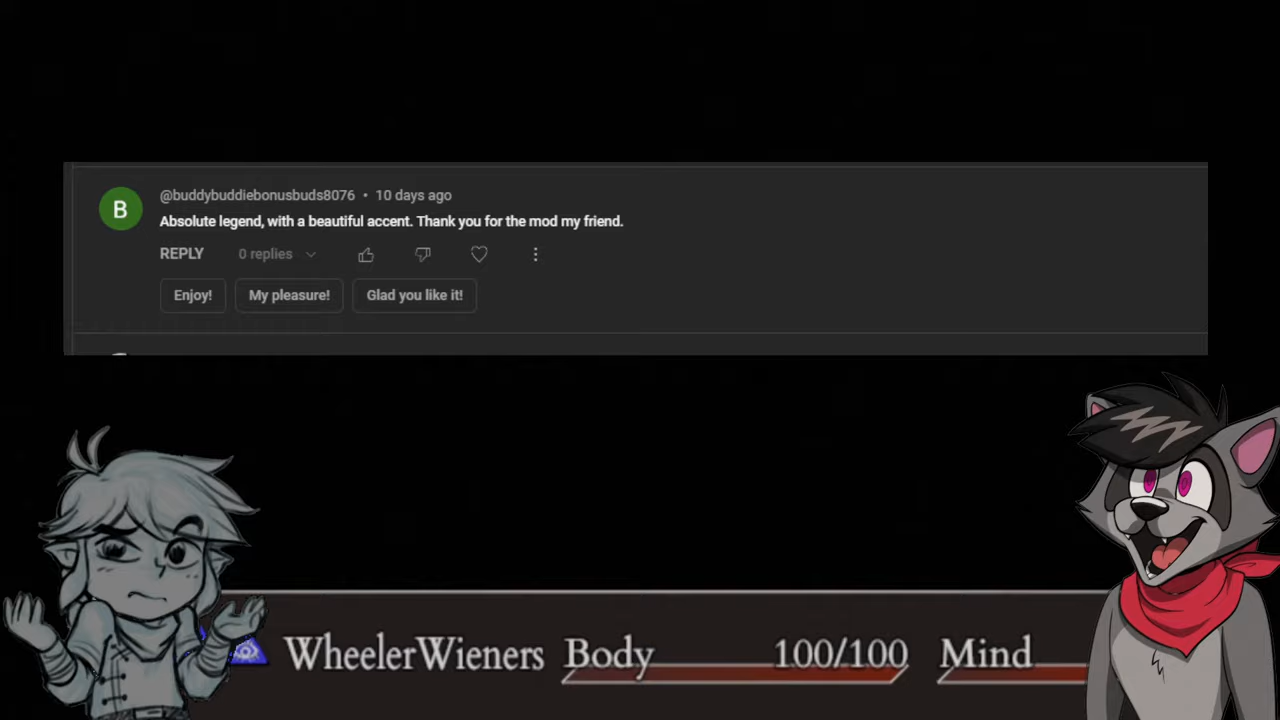 B
@buddybuddiebonusbuds8076 • 10 days ago
Absolute legend, with a beautiful accent. Thank you for the mod my friend.
REPLY 0 replies
Enjoy! My pleasure! Glad you like it!
WheelerWieners Body 100/100 Mind